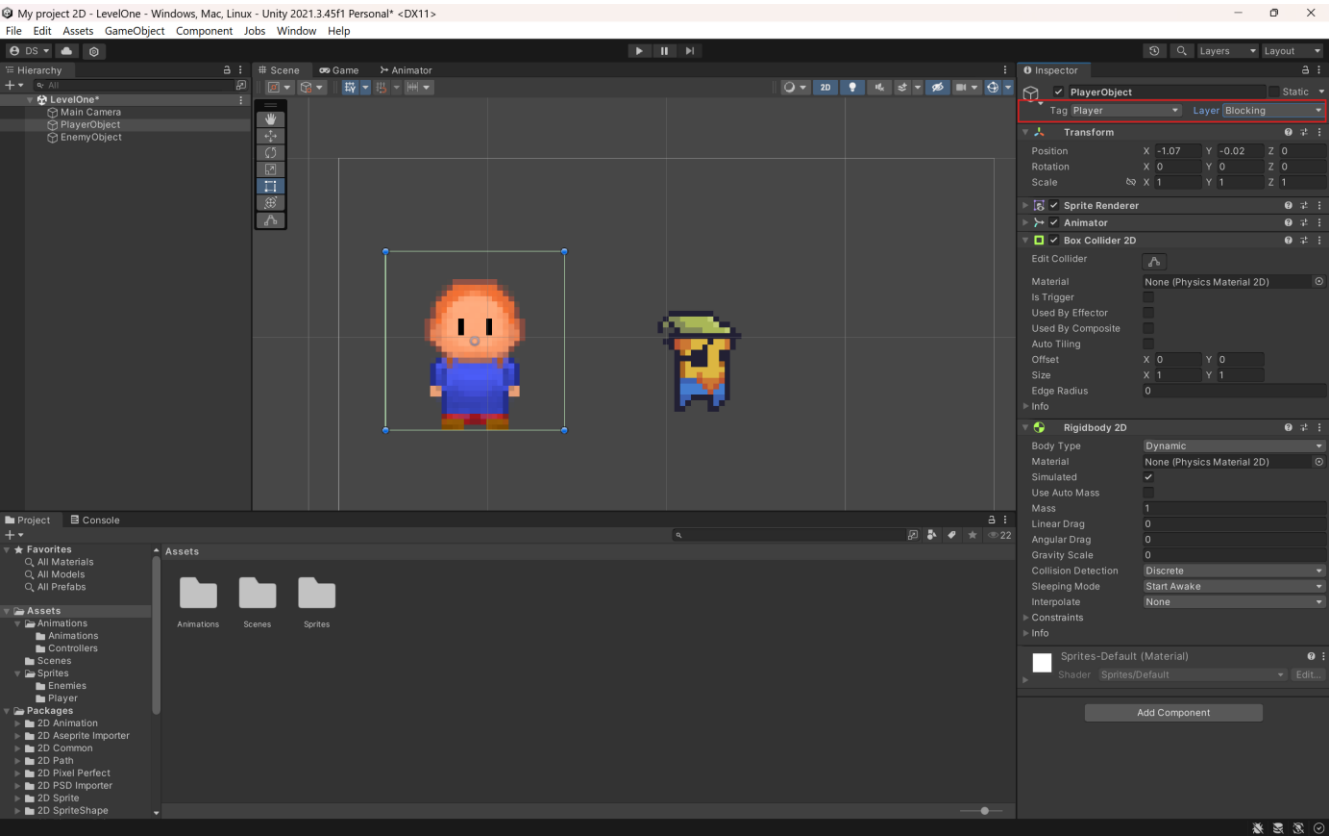 My project 2D - LevelOne - Windows, Mac, Linux - Unity 2021.3.45f1 Personal* <DX11>
File Edit Assets GameObject Component Jobs Window Help
DS Layers Layout
Hierarchy
All
LevelOne*
Main Camera
PlayerObject
EnemyObject
Scene Game Animator
2D
Inspector
PlayerObject Static
Tag Player Layer Blocking
Transform
Position X -1.07 Y -0.02 Z 0
Rotation X 0 Y 0 Z 0
Scale X 1 Y 1 Z 1
Sprite Renderer
Animator
Box Collider 2D
Edit Collider
Material None (Physics Material 2D)
Is Trigger
Used By Effector
Used By Composite
Auto Tiling
Offset X 0 Y 0
Size X 1 Y 1
Edge Radius 0
Info
Rigidbody 2D
Body Type Dynamic
Material None (Physics Material 2D)
Simulated
Use Auto Mass
Mass 1
Linear Drag 0
Angular Drag 0
Gravity Scale 0
Collision Detection Discrete
Sleeping Mode Start Awake
Interpolate None
Constraints
Info
Sprites-Default (Material)
Shader Sprites/Default Edit...
Add Component
Project Console
22
Favorites
All Materials
All Models
All Prefabs
Assets
Animations
Animations
Controllers
Scenes
Sprites
Enemies
Player
Packages
2D Animation
2D Aseprite Importer
2D Common
2D Path
2D Pixel Perfect
2D PSD Importer
2D Sprite
2D SpriteShape
Assets
Animations Scenes Sprites